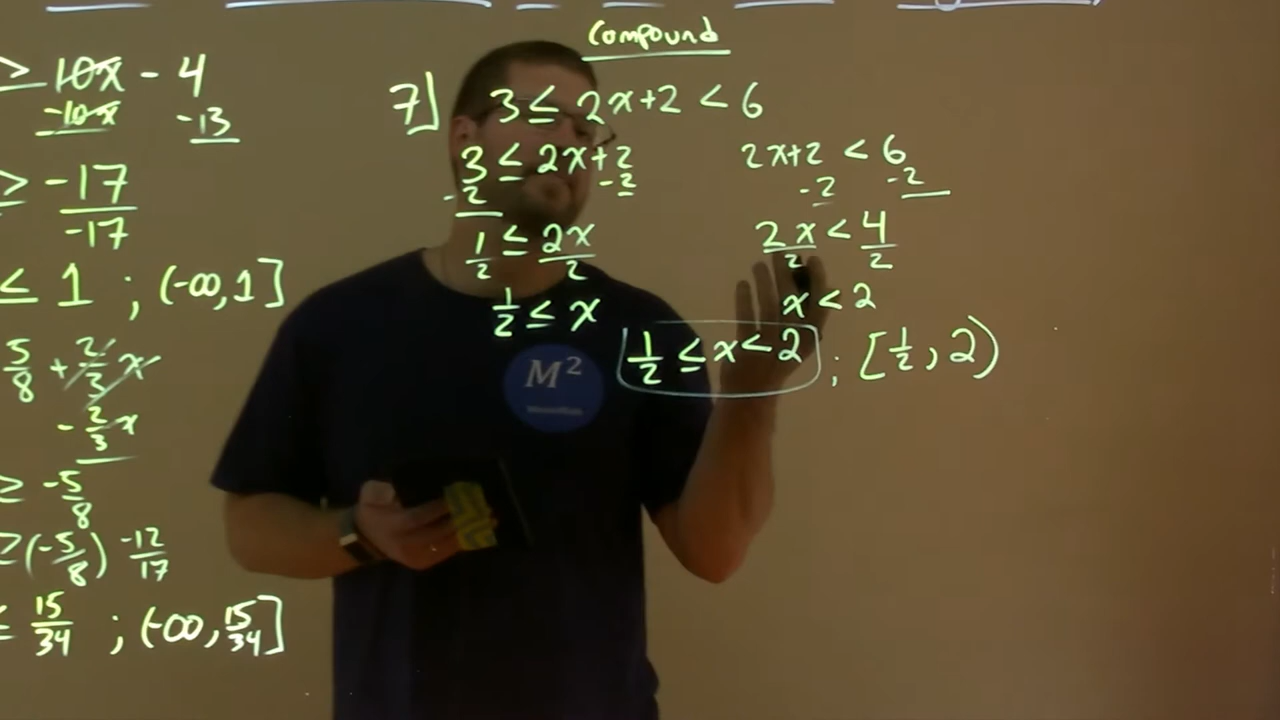 ≥ 10x - 4
-10x -13
≥ -17
-17
≤ 1 ; (-∞, 1]
5/8 + 2/3 x
- 2/3 x
≥ -5/8
≥ (-5/8) -12/17
≤ 15/34 ; (-∞, 15/34]
Compound
7] 3 ≤ 2x+2 < 6
3 ≤ 2x+2
-2 -2
1/2 ≤ 2x/2
1/2 ≤ x
2x+2 < 6
-2 -2
2x/2 < 4/2
x < 2
1/2 ≤ x < 2 ; [1/2, 2)
M²